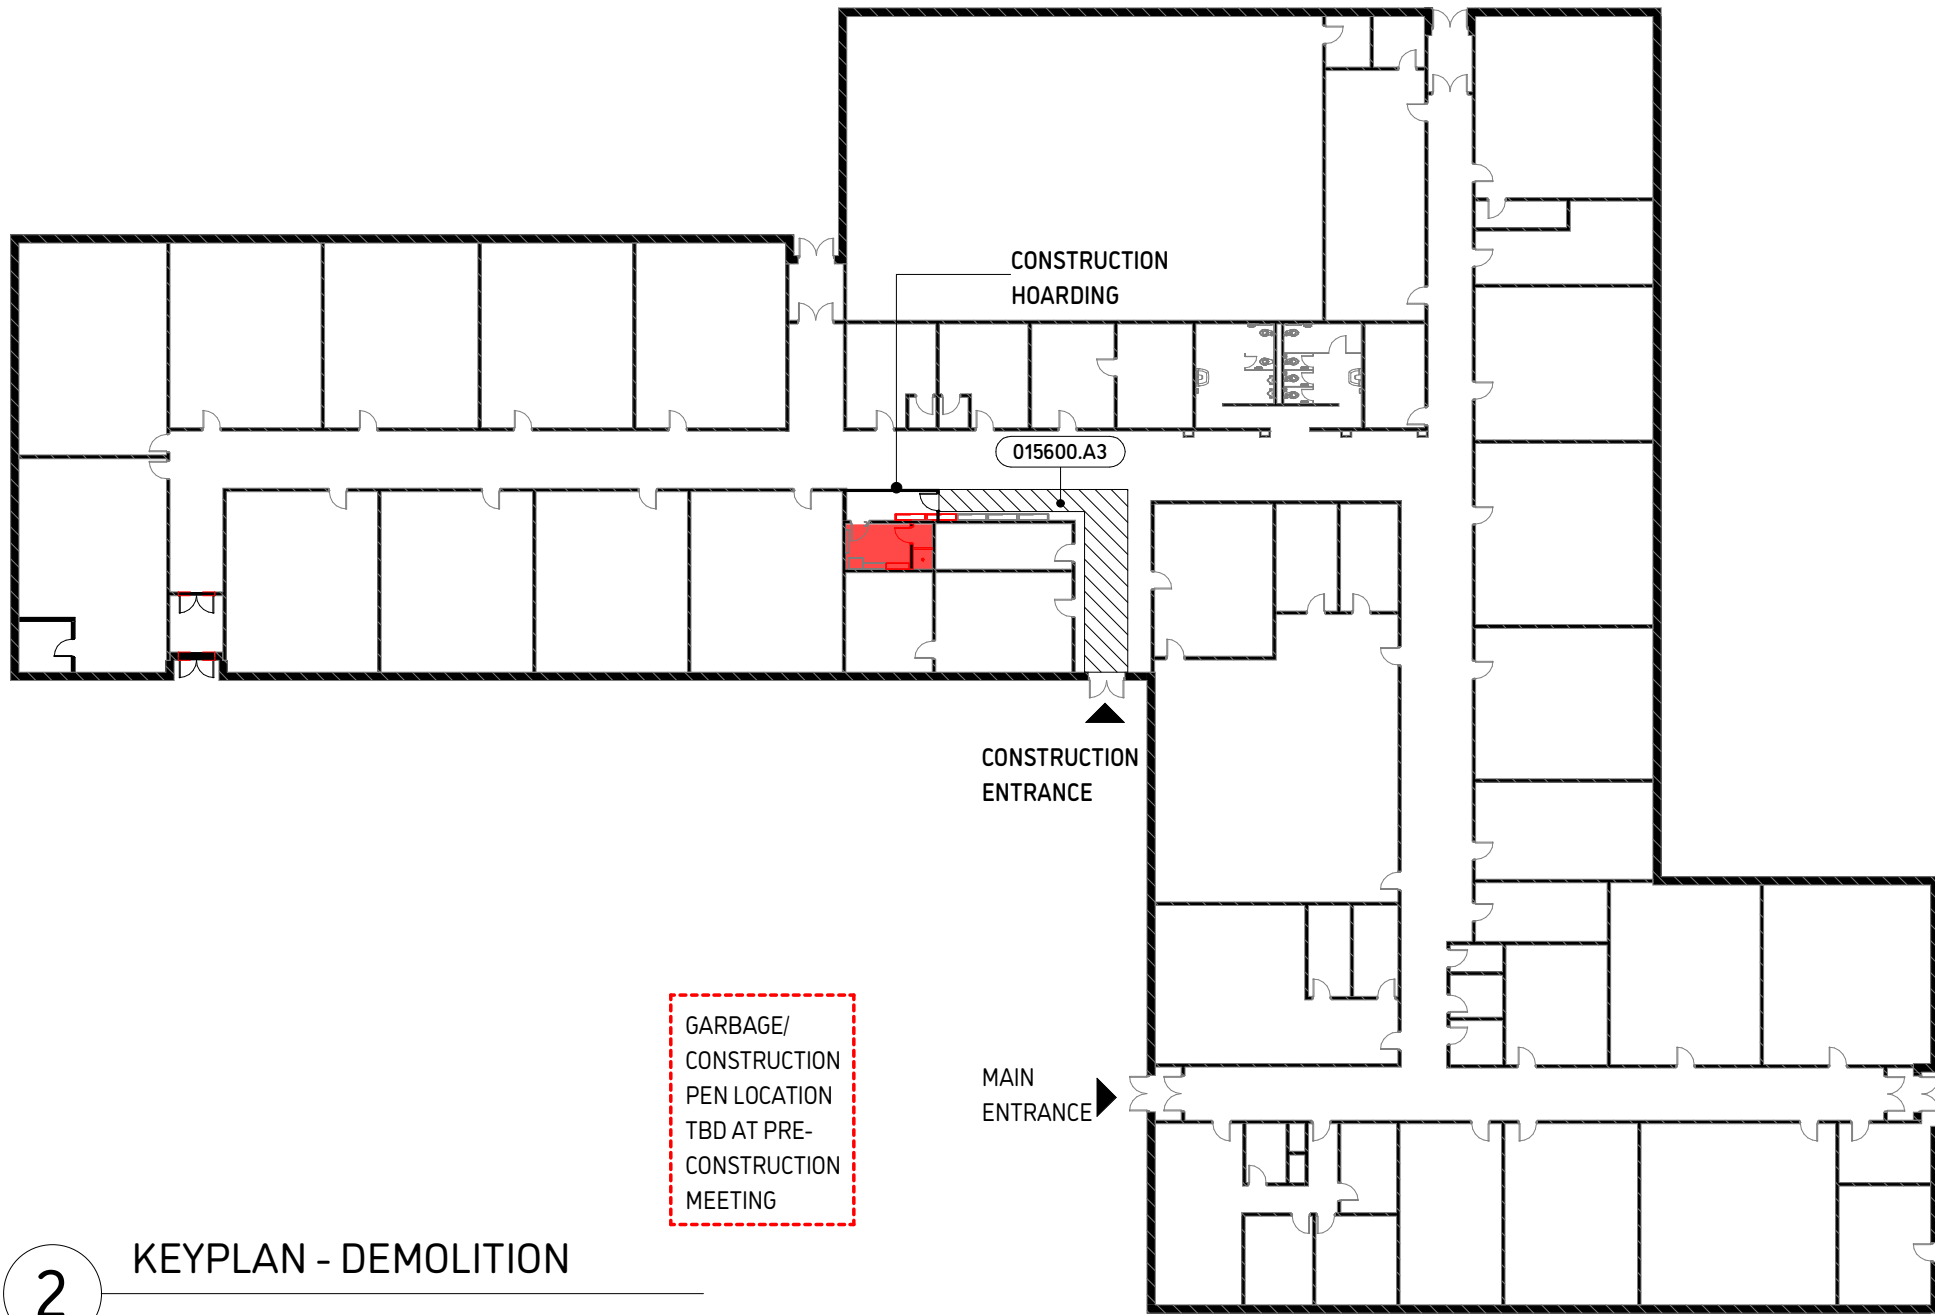 CONSTRUCTION
HOARDING
015600.A3
CONSTRUCTION
ENTRANCE
GARBAGE/
CONSTRUCTION
PEN LOCATION
TBD AT PRE-
CONSTRUCTION
MEETING
MAIN
ENTRANCE
KEYPLAN - DEMOLITION
2